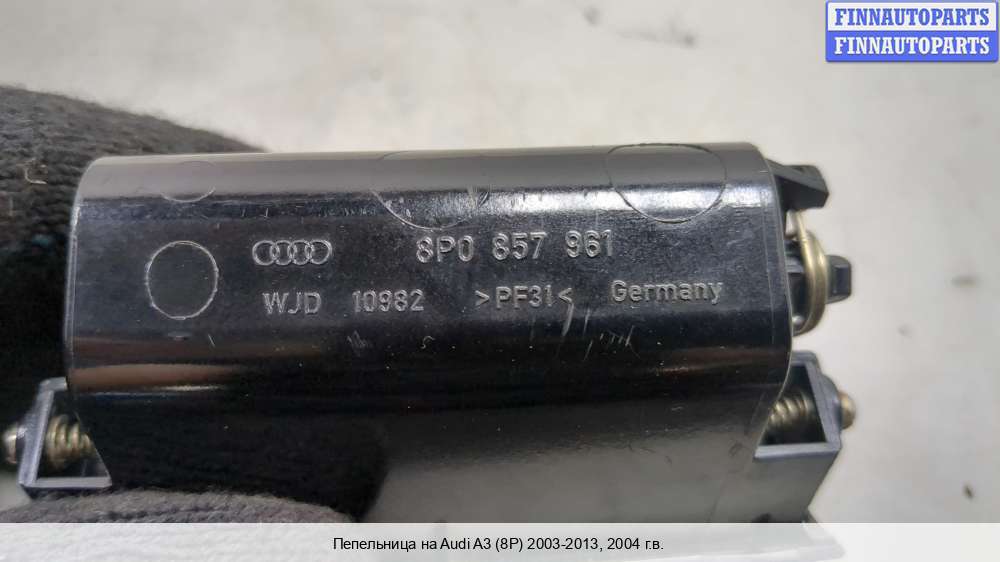 FINNAUTOPARTS
FINNAUTOPARTS
8P0 857 961
WJD 10982 >PF31< Germany
Пепельница на Audi A3 (8P) 2003-2013, 2004 г.в.